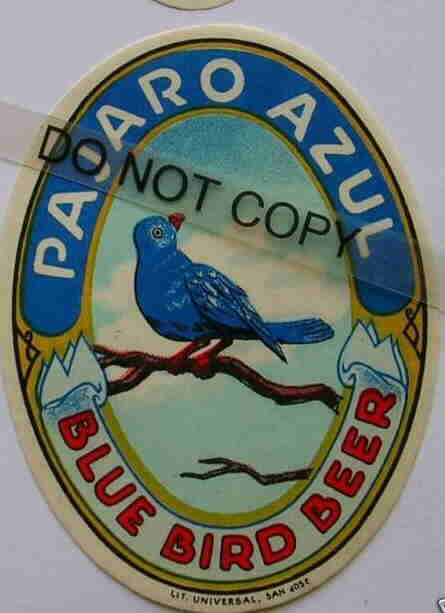 PAJARO AZUL
DO NOT COPY
BLUE BIRD BEER
LIT. UNIVERSAL, SAN JOSE